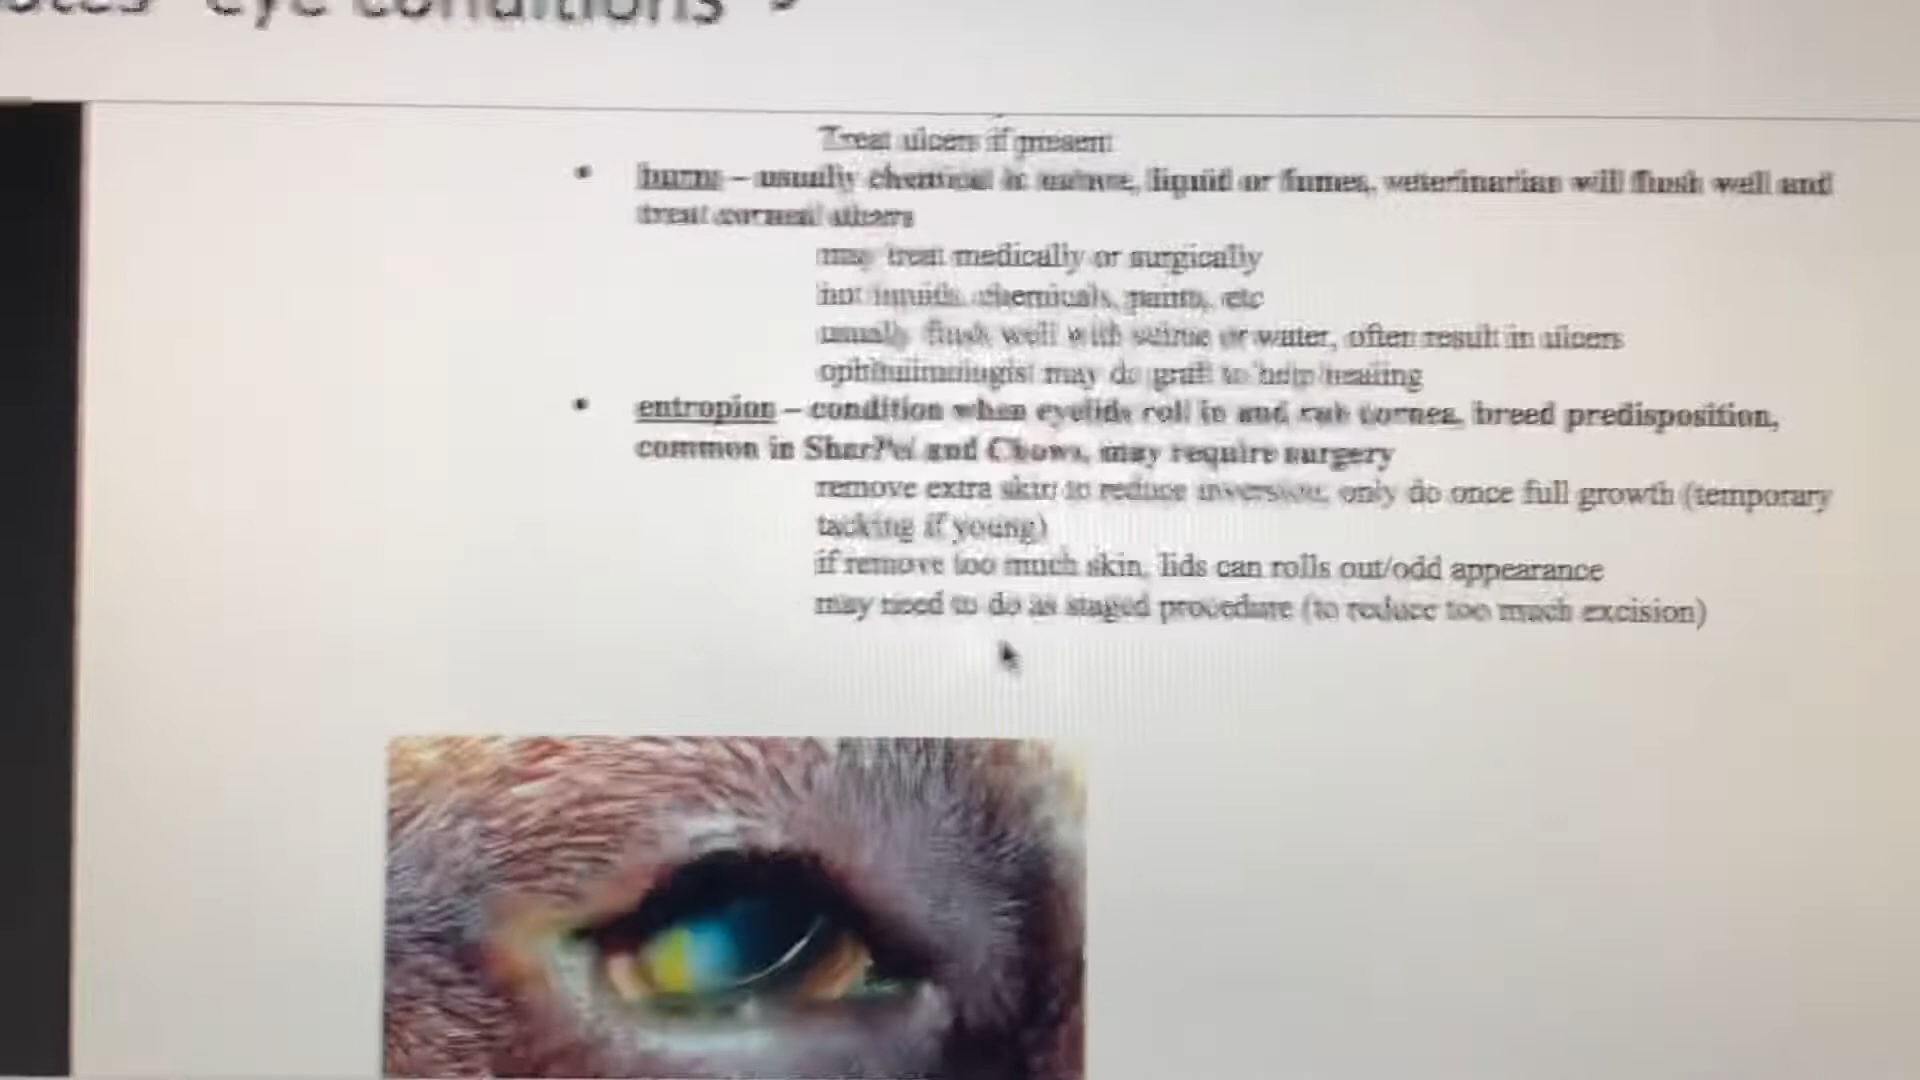 eye conditions
Treat ulcers if present
burns – usually chemical in nature, liquid or fumes, veterinarian will flush well and
treat corneal ulcers
may treat medically or surgically
hot liquids, chemicals, paints, etc
usually flush well with saline or water, often result in ulcers
ophthalmologist may do graft to help healing
entropion – condition when eyelids roll in and rub cornea, breed predisposition,
common in SharPei and Chows, may require surgery
remove extra skin to reduce inversion, only do once full growth (temporary
tacking if young)
if remove too much skin, lids can rolls out/odd appearance
may need to do as staged procedure (to reduce too much excision)